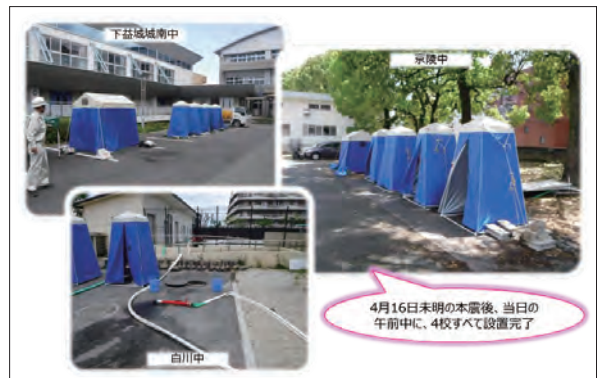 下益城城南中
京陵中
白川中
4月16日未明の本震後、当日の
午前中に、4校すべて設置完了